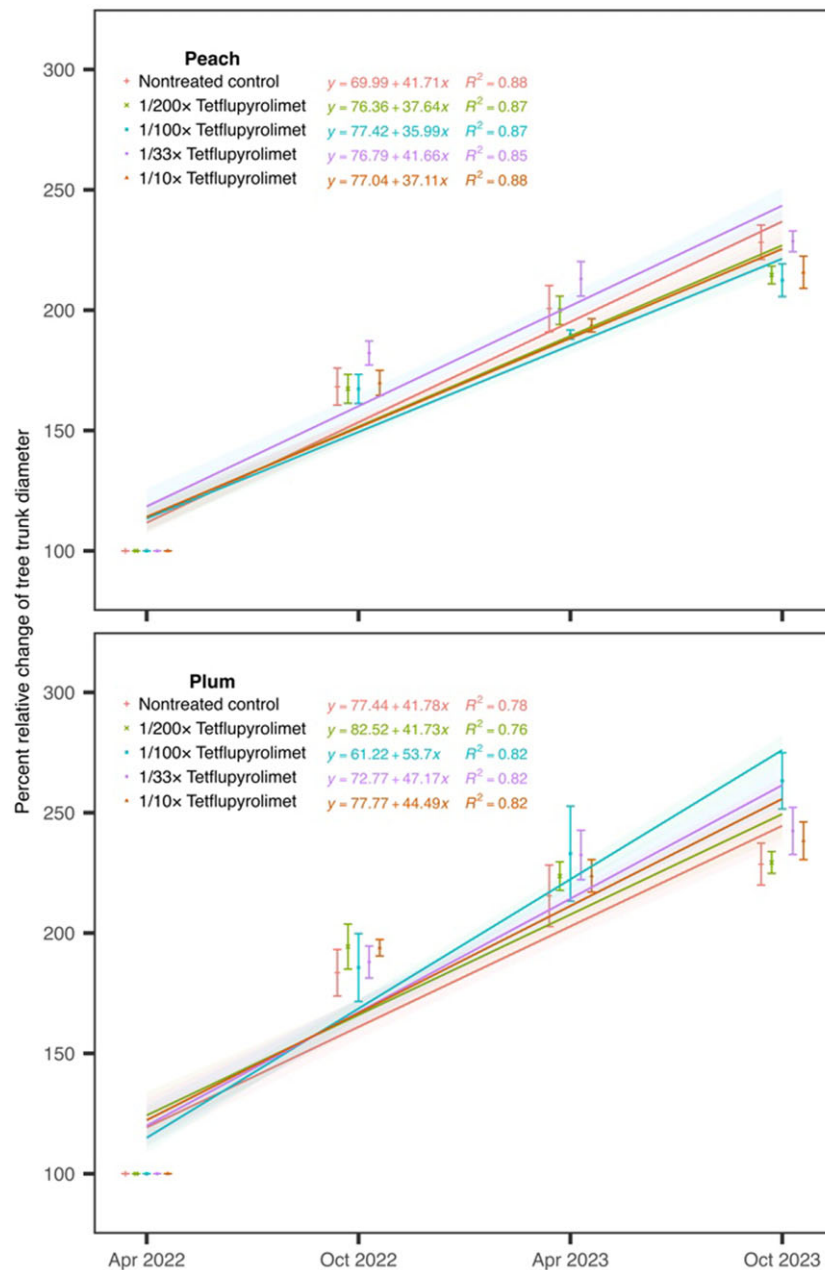 Percent relative change of tree trunk diameter
Peach
Nontreated control y = 69.99 + 41.71x R² = 0.88
1/200× Tetflupyrolimet y = 76.36 + 37.64x R² = 0.87
1/100× Tetflupyrolimet y = 77.42 + 35.99x R² = 0.87
1/33× Tetflupyrolimet y = 76.79 + 41.66x R² = 0.85
1/10× Tetflupyrolimet y = 77.04 + 37.11x R² = 0.88
300
250
200
150
100
Plum
Nontreated control y = 77.44 + 41.78x R² = 0.78
1/200× Tetflupyrolimet y = 82.52 + 41.73x R² = 0.76
1/100× Tetflupyrolimet y = 61.22 + 53.7x R² = 0.82
1/33× Tetflupyrolimet y = 72.77 + 47.17x R² = 0.82
1/10× Tetflupyrolimet y = 77.77 + 44.49x R² = 0.82
300
250
200
150
100
Apr 2022 Oct 2022 Apr 2023 Oct 2023